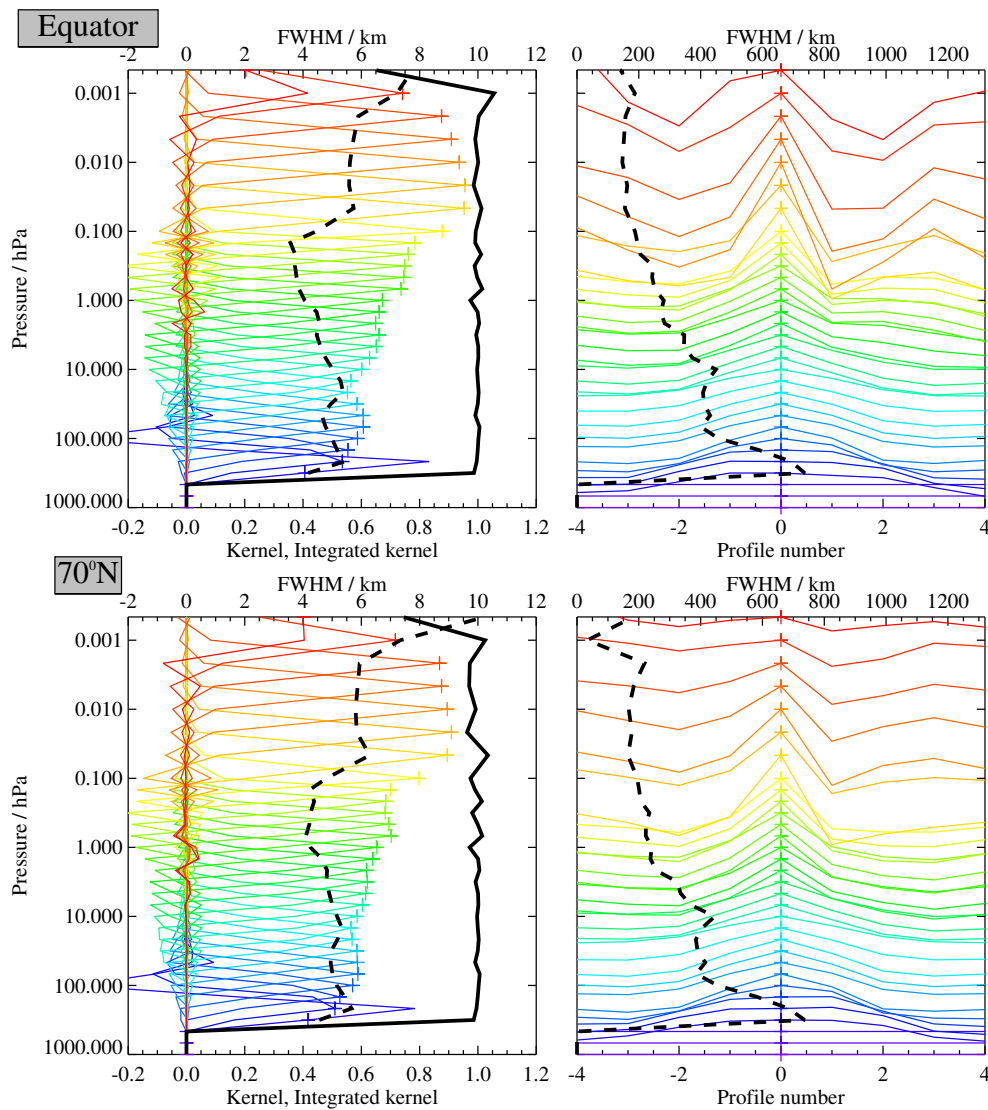 Equator
FWHM / km
FWHM / km
-2 0 2 4 6 8 10 12
0 200 400 600 800 1000 1200
0.001
0.010
0.100
1.000
10.000
100.000
1000.000
Pressure / hPa
-0.2 0.0 0.2 0.4 0.6 0.8 1.0 1.2
-4 -2 0 2 4
Kernel, Integrated kernel
Profile number
70⁰N
FWHM / km
FWHM / km
-2 0 2 4 6 8 10 12
0 200 400 600 800 1000 1200
0.001
0.010
0.100
1.000
10.000
100.000
1000.000
Pressure / hPa
-0.2 0.0 0.2 0.4 0.6 0.8 1.0 1.2
-4 -2 0 2 4
Kernel, Integrated kernel
Profile number